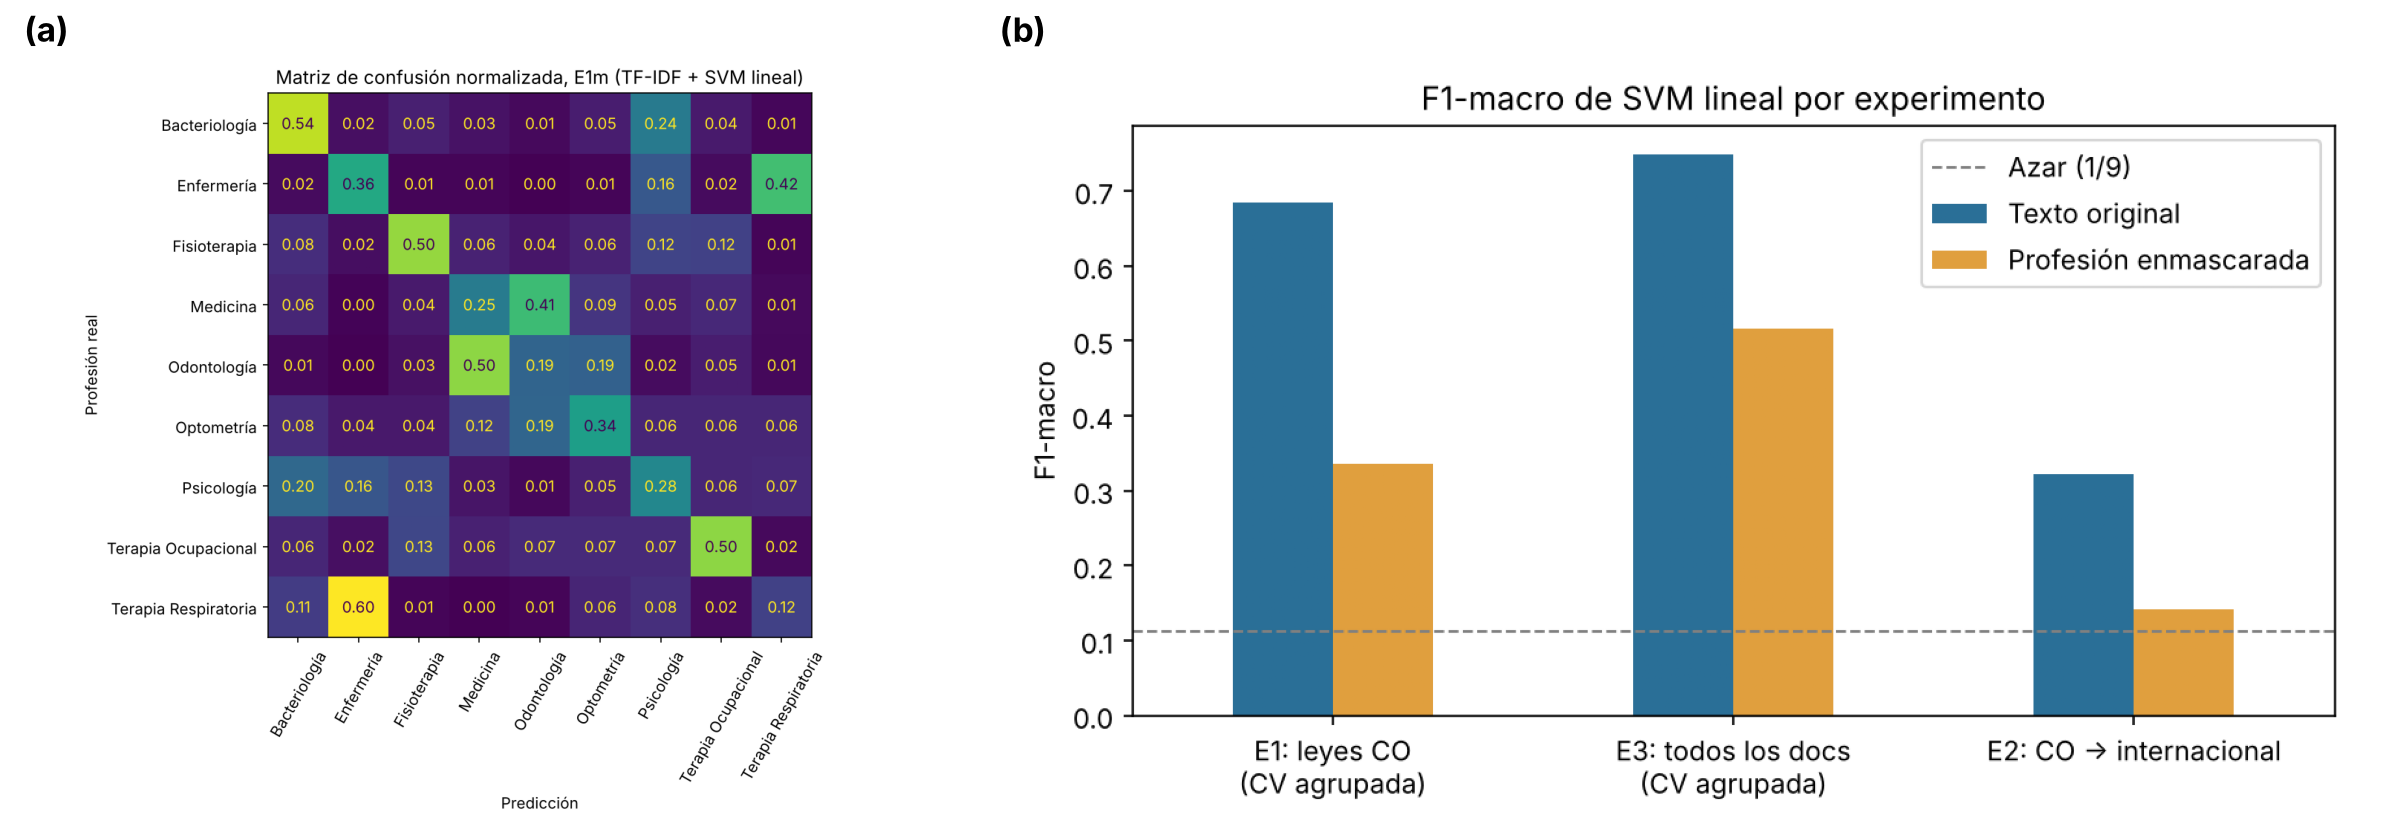 (a)
Matriz de confusión normalizada, E1m (TF-IDF + SVM lineal)
Profesión real
Bacteriología 0.54 0.02 0.05 0.03 0.01 0.05 0.24 0.04 0.01
Enfermería 0.02 0.36 0.01 0.01 0.00 0.01 0.16 0.02 0.42
Fisioterapia 0.08 0.02 0.50 0.06 0.04 0.06 0.12 0.12 0.01
Medicina 0.06 0.00 0.04 0.25 0.41 0.09 0.05 0.07 0.01
Odontología 0.01 0.00 0.03 0.50 0.19 0.19 0.02 0.05 0.01
Optometría 0.08 0.04 0.04 0.12 0.19 0.34 0.06 0.06 0.06
Psicología 0.20 0.16 0.13 0.03 0.01 0.05 0.28 0.06 0.07
Terapia Ocupacional 0.06 0.02 0.13 0.06 0.07 0.07 0.07 0.50 0.02
Terapia Respiratoria 0.11 0.60 0.01 0.00 0.01 0.06 0.08 0.02 0.12
Bacteriología
Enfermería
Fisioterapia
Medicina
Odontología
Optometría
Psicología
Terapia Ocupacional
Terapia Respiratoria
Predicción
(b)
F1-macro de SVM lineal por experimento
F1-macro
0.7
0.6
0.5
0.4
0.3
0.2
0.1
0.0
Azar (1/9)
Texto original
Profesión enmascarada
E1: leyes CO
(CV agrupada)
E3: todos los docs
(CV agrupada)
E2: CO → internacional